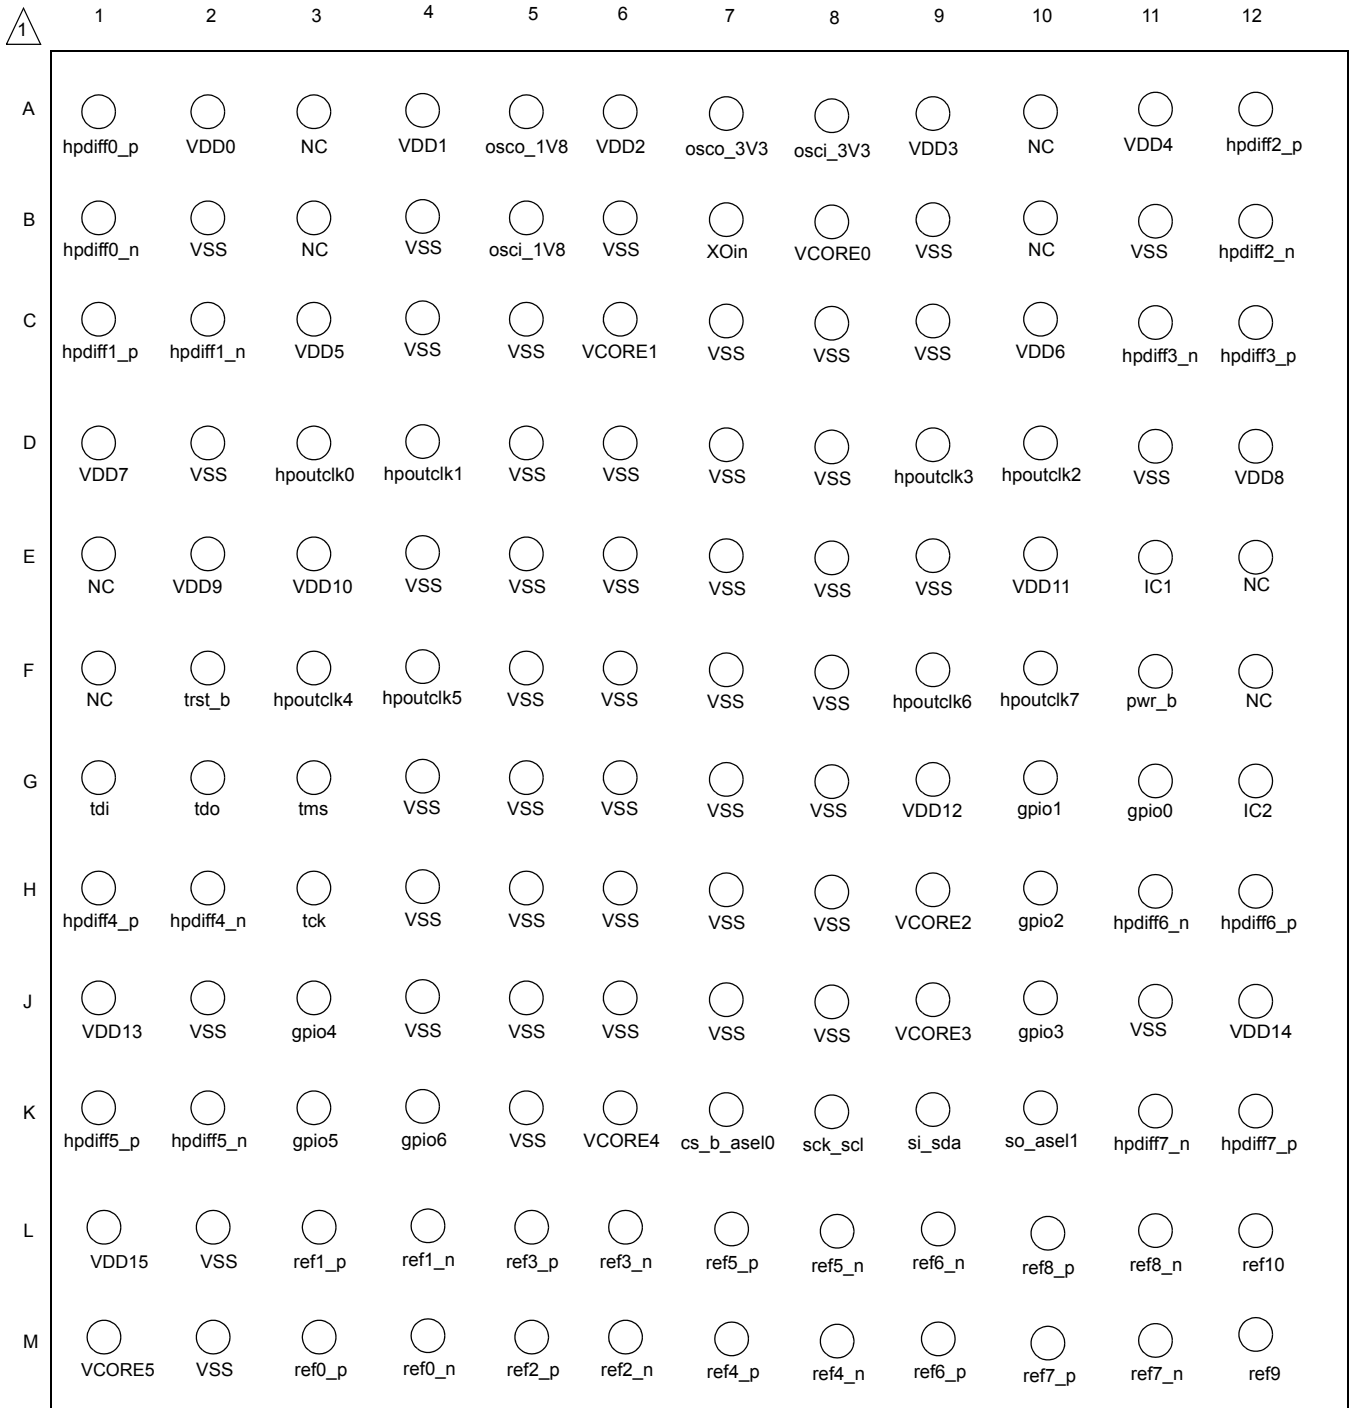 1 1 2 3 4 5 6 7 8 9 10 11 12
A
hpdiff0_p VDD0 NC VDD1 osco_1V8 VDD2 osco_3V3 osci_3V3 VDD3 NC VDD4 hpdiff2_p
B
hpdiff0_n VSS NC VSS osci_1V8 VSS XOin VCORE0 VSS NC VSS hpdiff2_n
C
hpdiff1_p hpdiff1_n VDD5 VSS VSS VCORE1 VSS VSS VSS VDD6 hpdiff3_n hpdiff3_p
D
VDD7 VSS hpoutclk0 hpoutclk1 VSS VSS VSS VSS hpoutclk3 hpoutclk2 VSS VDD8
E
NC VDD9 VDD10 VSS VSS VSS VSS VSS VSS VDD11 IC1 NC
F
NC trst_b hpoutclk4 hpoutclk5 VSS VSS VSS VSS hpoutclk6 hpoutclk7 pwr_b NC
G
tdi tdo tms VSS VSS VSS VSS VSS VDD12 gpio1 gpio0 IC2
H
hpdiff4_p hpdiff4_n tck VSS VSS VSS VSS VSS VCORE2 gpio2 hpdiff6_n hpdiff6_p
J
VDD13 VSS gpio4 VSS VSS VSS VSS VSS VCORE3 gpio3 VSS VDD14
K
hpdiff5_p hpdiff5_n gpio5 gpio6 VSS VCORE4 cs_b_asel0 sck_scl si_sda so_asel1 hpdiff7_n hpdiff7_p
L
VDD15 VSS ref1_p ref1_n ref3_p ref3_n ref5_p ref5_n ref6_n ref8_p ref8_n ref10
M
VCORE5 VSS ref0_p ref0_n ref2_p ref2_n ref4_p ref4_n ref6_p ref7_p ref7_n ref9